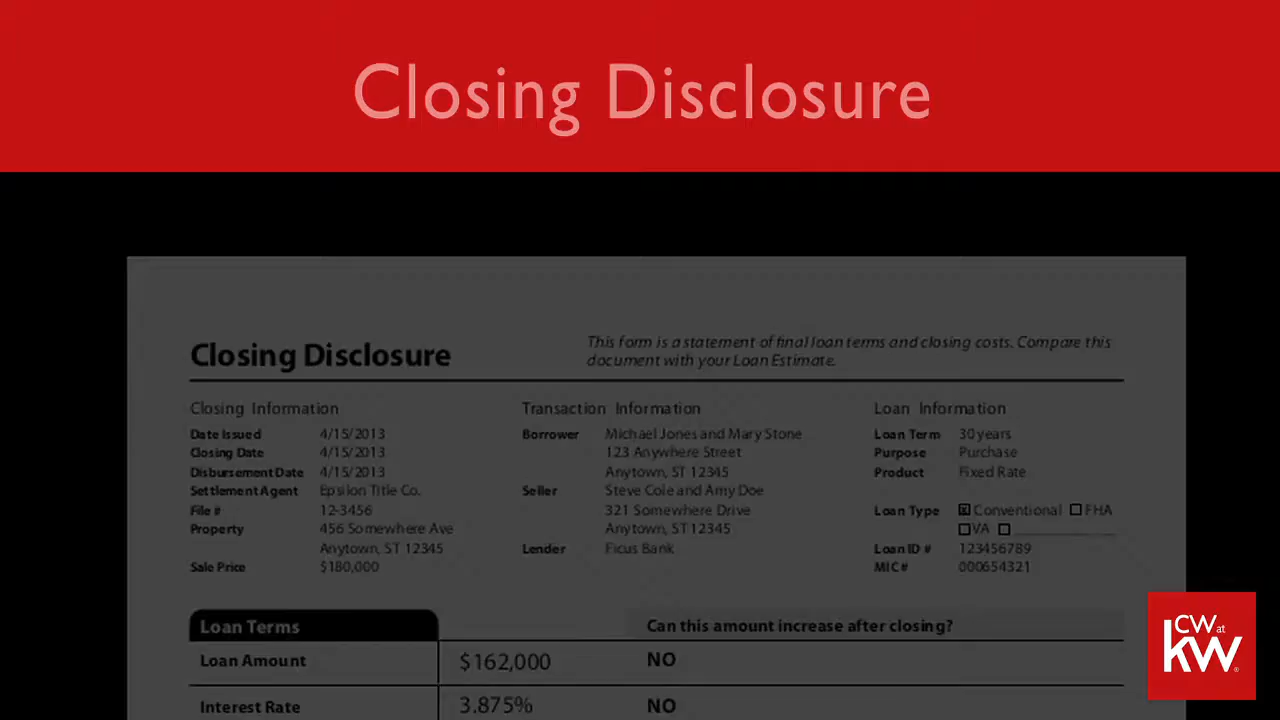 Closing Disclosure
Closing Disclosure
This form is a statement of final loan terms and closing costs. Compare this
document with your Loan Estimate.
Closing Information
Date Issued 4/15/2013
Closing Date 4/15/2013
Disbursement Date 4/15/2013
Settlement Agent Epsilon Title Co.
File # 12-3456
Property 456 Somewhere Ave
Anytown, ST 12345
Sale Price $180,000
Transaction Information
Borrower Michael Jones and Mary Stone
123 Anywhere Street
Anytown, ST 12345
Seller Steve Cole and Amy Doe
321 Somewhere Drive
Anytown, ST 12345
Lender Ficus Bank
Loan Information
Loan Term 30 years
Purpose Purchase
Product Fixed Rate
Loan Type ☒ Conventional ☐ FHA
☐ VA ☐ ______________
Loan ID # 123456789
MIC # 000654321
Loan Terms Can this amount increase after closing?
Loan Amount $162,000 NO
Interest Rate 3.875% NO
CW at
kw®